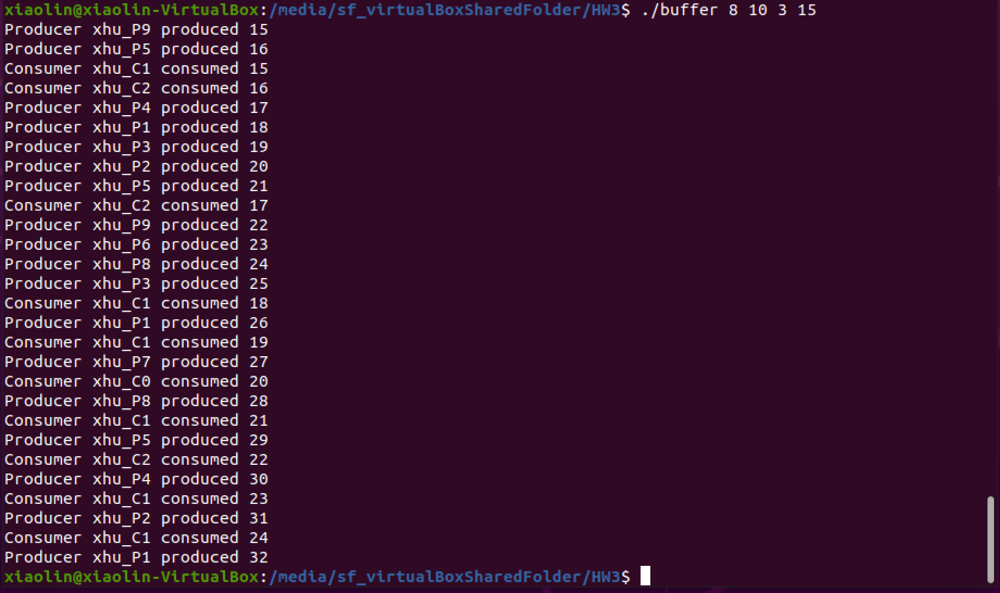 xiaolin@xiaolin-VirtualBox:/media/sf_virtualBoxSharedFolder/HW3$ ./buffer 8 10 3 15
Producer xhu_P9 produced 15
Producer xhu_P5 produced 16
Consumer xhu_C1 consumed 15
Consumer xhu_C2 consumed 16
Producer xhu_P4 produced 17
Producer xhu_P1 produced 18
Producer xhu_P3 produced 19
Producer xhu_P2 produced 20
Producer xhu_P5 produced 21
Consumer xhu_C2 consumed 17
Producer xhu_P9 produced 22
Producer xhu_P6 produced 23
Producer xhu_P8 produced 24
Producer xhu_P3 produced 25
Consumer xhu_C1 consumed 18
Producer xhu_P1 produced 26
Consumer xhu_C1 consumed 19
Producer xhu_P7 produced 27
Consumer xhu_C0 consumed 20
Producer xhu_P8 produced 28
Consumer xhu_C1 consumed 21
Producer xhu_P5 produced 29
Consumer xhu_C2 consumed 22
Producer xhu_P4 produced 30
Consumer xhu_C1 consumed 23
Producer xhu_P2 produced 31
Consumer xhu_C1 consumed 24
Producer xhu_P1 produced 32
xiaolin@xiaolin-VirtualBox:/media/sf_virtualBoxSharedFolder/HW3$